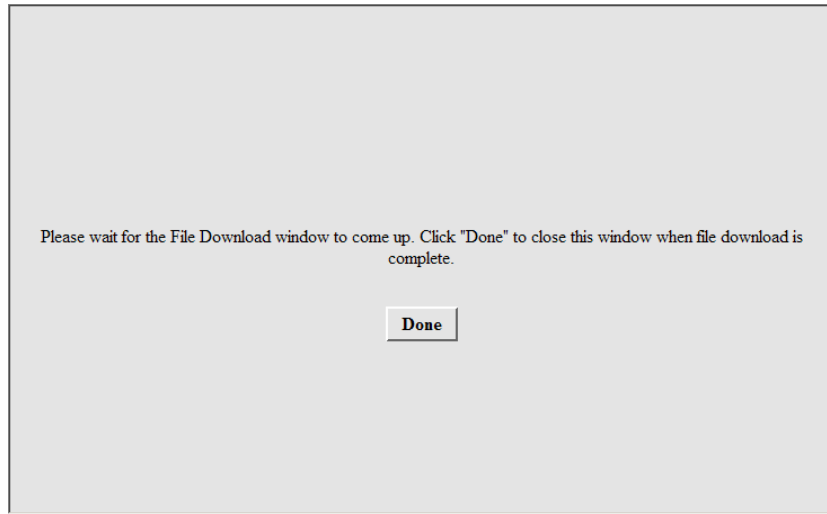 Please wait for the File Download window to come up. Click "Done" to close this window when file download is
complete.
Done